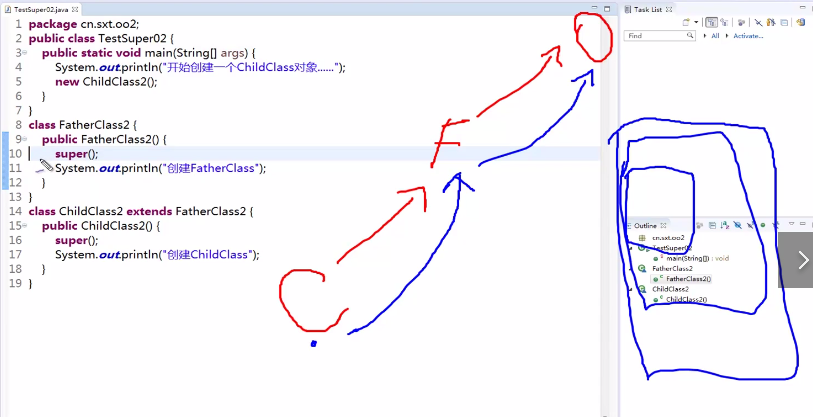 TestSuper02.java
1 package cn.sxt.oo2;
2 public class TestSuper02 {
3 public static void main(String[] args) {
4 System.out.println("开始创建一个ChildClass对象......");
5 new ChildClass2();
6 }
7 }
8 class FatherClass2 {
9 public FatherClass2() {
10 super();
11 System.out.println("创建FatherClass");
12 }
13 }
14 class ChildClass2 extends FatherClass2 {
15 public ChildClass2() {
16 super();
17 System.out.println("创建ChildClass");
18 }
19 }
C
F
O
Task List
Find
All
Activate...
Outline
cn.sxt.oo2
TestSuper02
main(String[]) : void
FatherClass2
FatherClass2()
ChildClass2
ChildClass2()